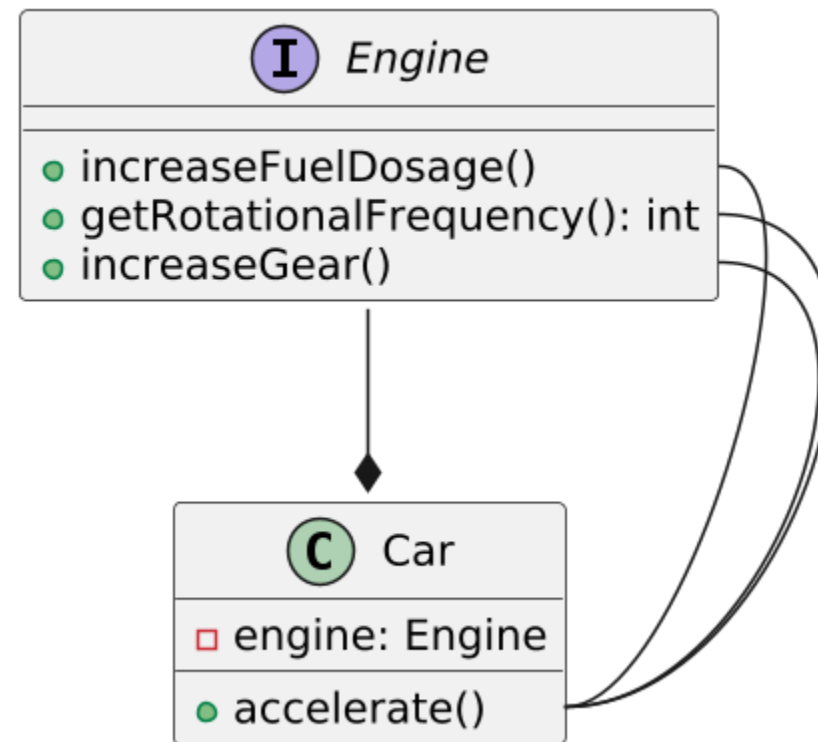 I Engine
increaseFuelDosage()
getRotationalFrequency(): int
increaseGear()
C Car
engine: Engine
accelerate()